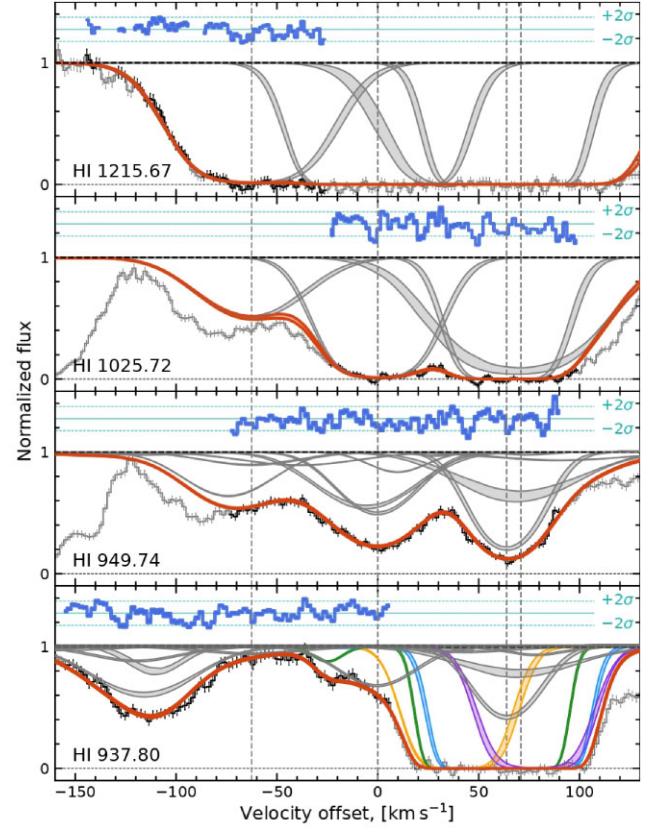 +2σ
−2σ
1
0
HI 1215.67
+2σ
−2σ
1
0
HI 1025.72
+2σ
−2σ
1
0
HI 949.74
+2σ
−2σ
1
0
HI 937.80
Normalized flux
−150 −100 −50 0 50 100
Velocity offset, [km s⁻¹]